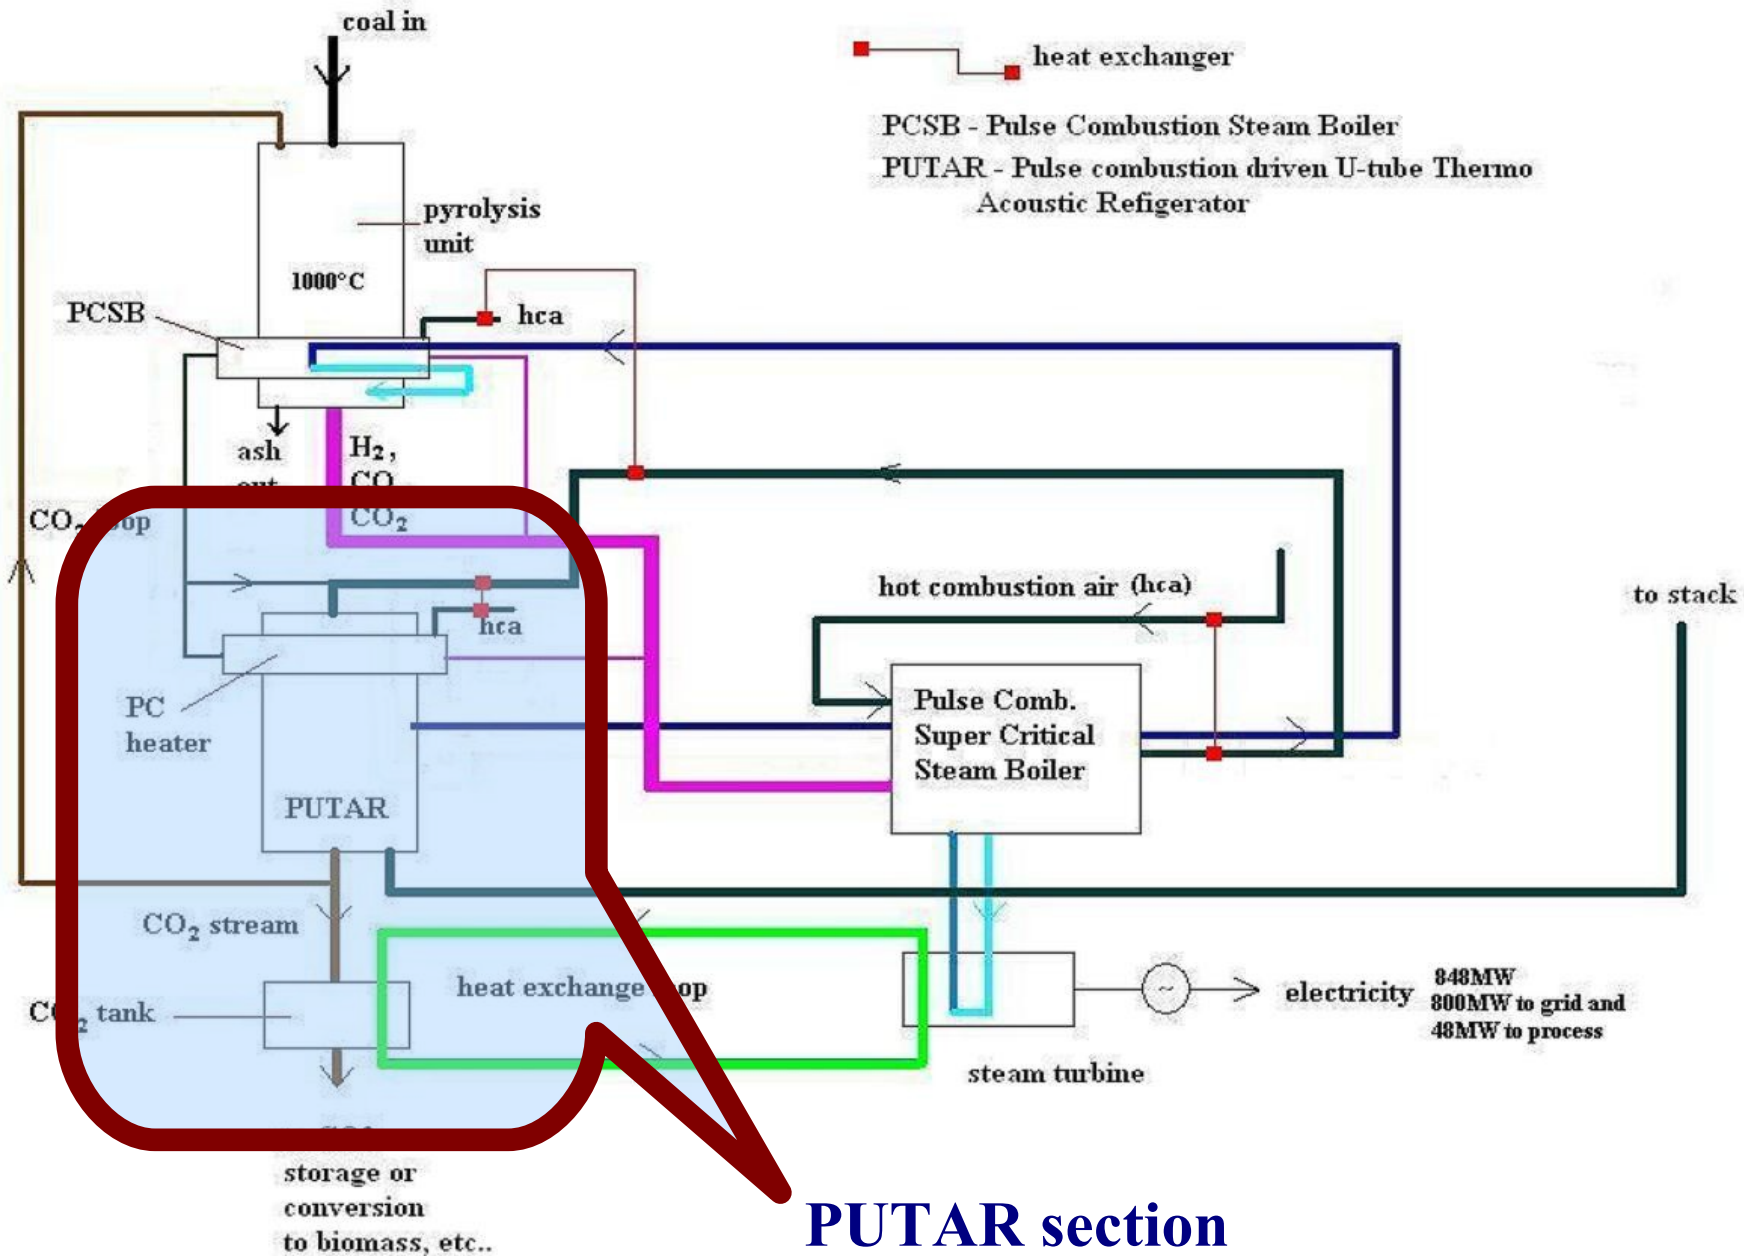 coal in
heat exchanger
PCSB - Pulse Combustion Steam Boiler
PUTAR - Pulse combustion driven U-tube Thermo
Acoustic Refigerator
pyrolysis
unit
1000°C
PCSB
hca
ash
H₂,
CO
CO₂
hot combustion air (hca)
to stack
hca
PC
heater
Pulse Comb.
Super Critical
Steam Boiler
PUTAR
CO₂ stream
heat exchange
CO₂ tank
electricity
848MW
800MW to grid and
48MW to process
steam turbine
storage or
conversion
to biomass, etc..
PUTAR section